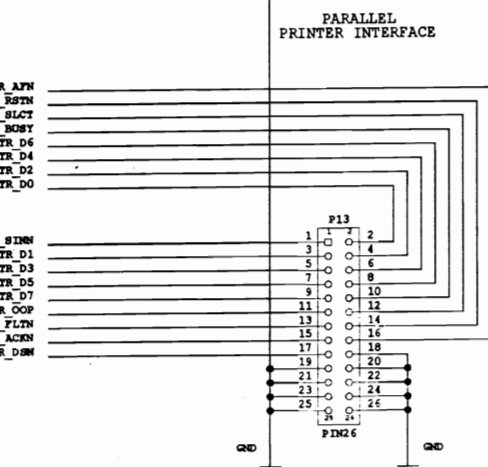 PARALLEL
PRINTER INTERFACE
R_AFN
RSTN
SLCT
BUSY
TR_D6
TR_D4
TR_D2
TR_D0
P13
1 2
SINN 1 2
TR_D1 3 4
TR_D3 5 6
TR_D5 7 8
TR_D7 9 10
R_OOP 11 12
FLTN 13 14
ACKN 15 16
R_DSN 17 18
19 20
21 22
23 24
25 26
PIN26
GND GND